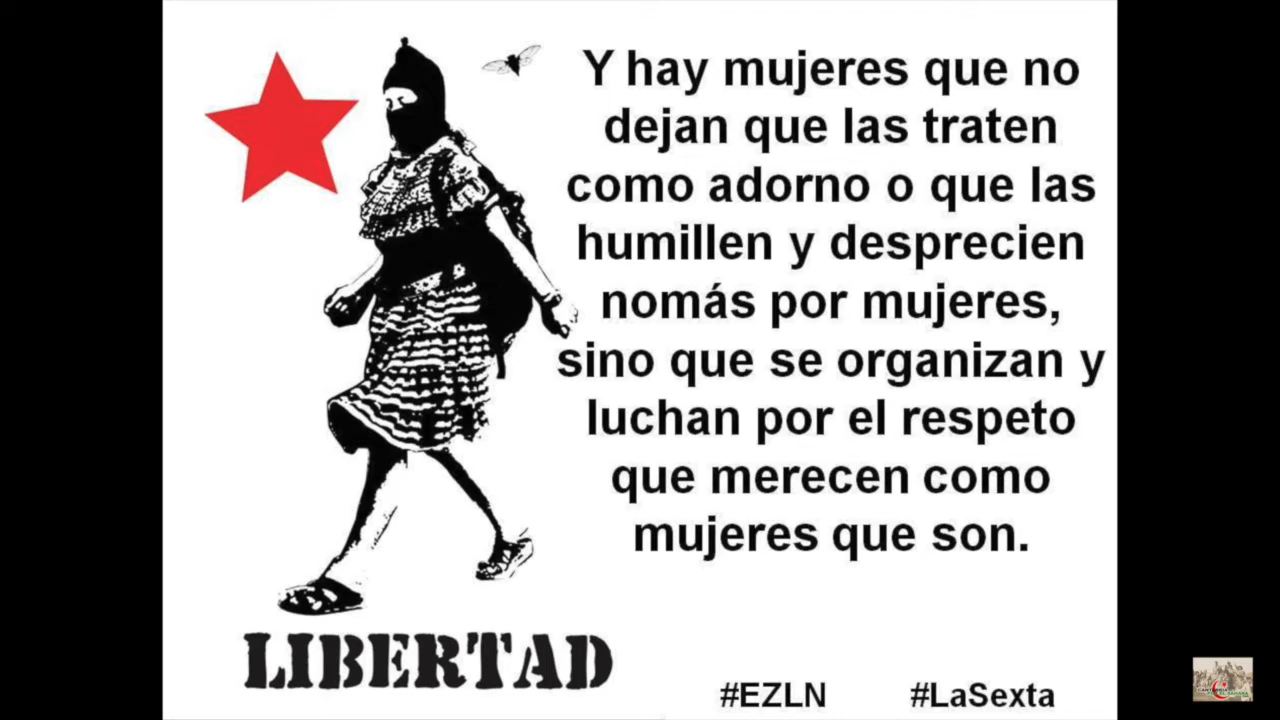 Y hay mujeres que no
dejan que las traten
como adorno o que las
humillen y desprecien
nomás por mujeres,
sino que se organizan y
luchan por el respeto
que merecen como
mujeres que son.
LIBERTAD
#EZLN #LaSexta